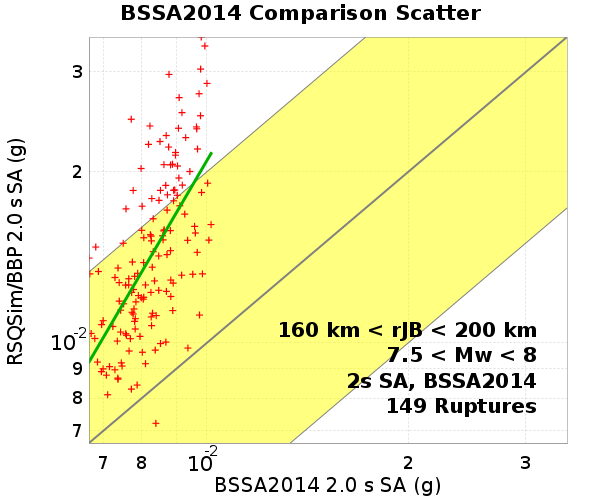 BSSA2014 Comparison Scatter
RSQSim/BBP 2.0 s SA (g)
3
2
10-2
9
8
7
160 km < rJB < 200 km
7.5 < Mw < 8
2s SA, BSSA2014
149 Ruptures
7 8 10-2 2 3
BSSA2014 2.0 s SA (g)